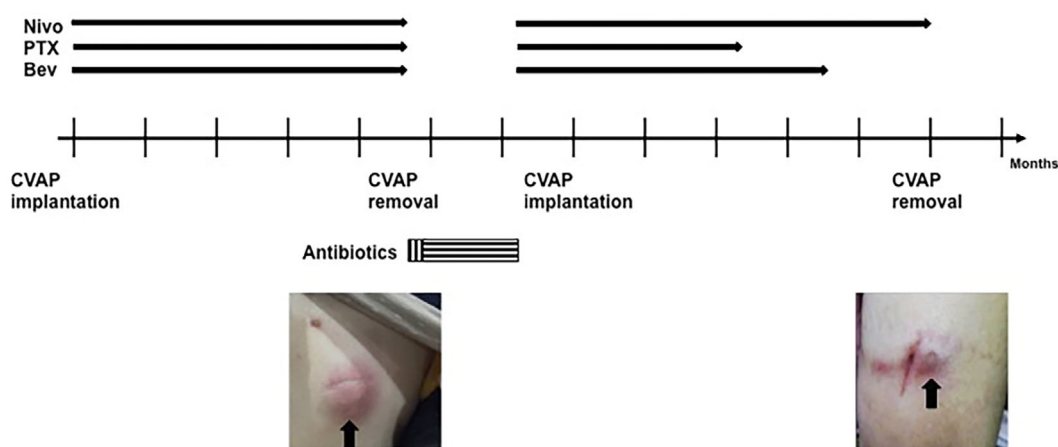 Nivo
PTX
Bev
Months
CVAP
implantation
CVAP
removal
CVAP
implantation
CVAP
removal
Antibiotics